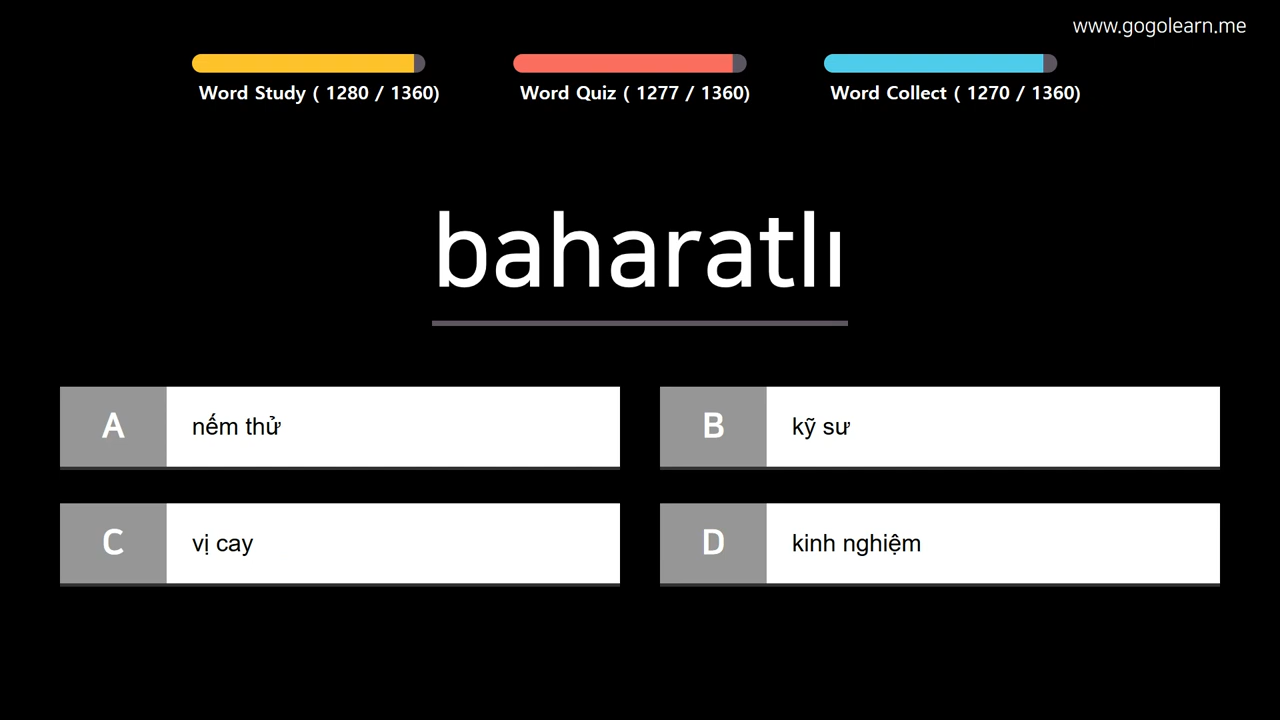 www.gogolearn.me
Word Study ( 1280 / 1360)
Word Quiz ( 1277 / 1360)
Word Collect ( 1270 / 1360)
baharatlı
A nếm thử
B kỹ sư
C vị cay
D kinh nghiệm